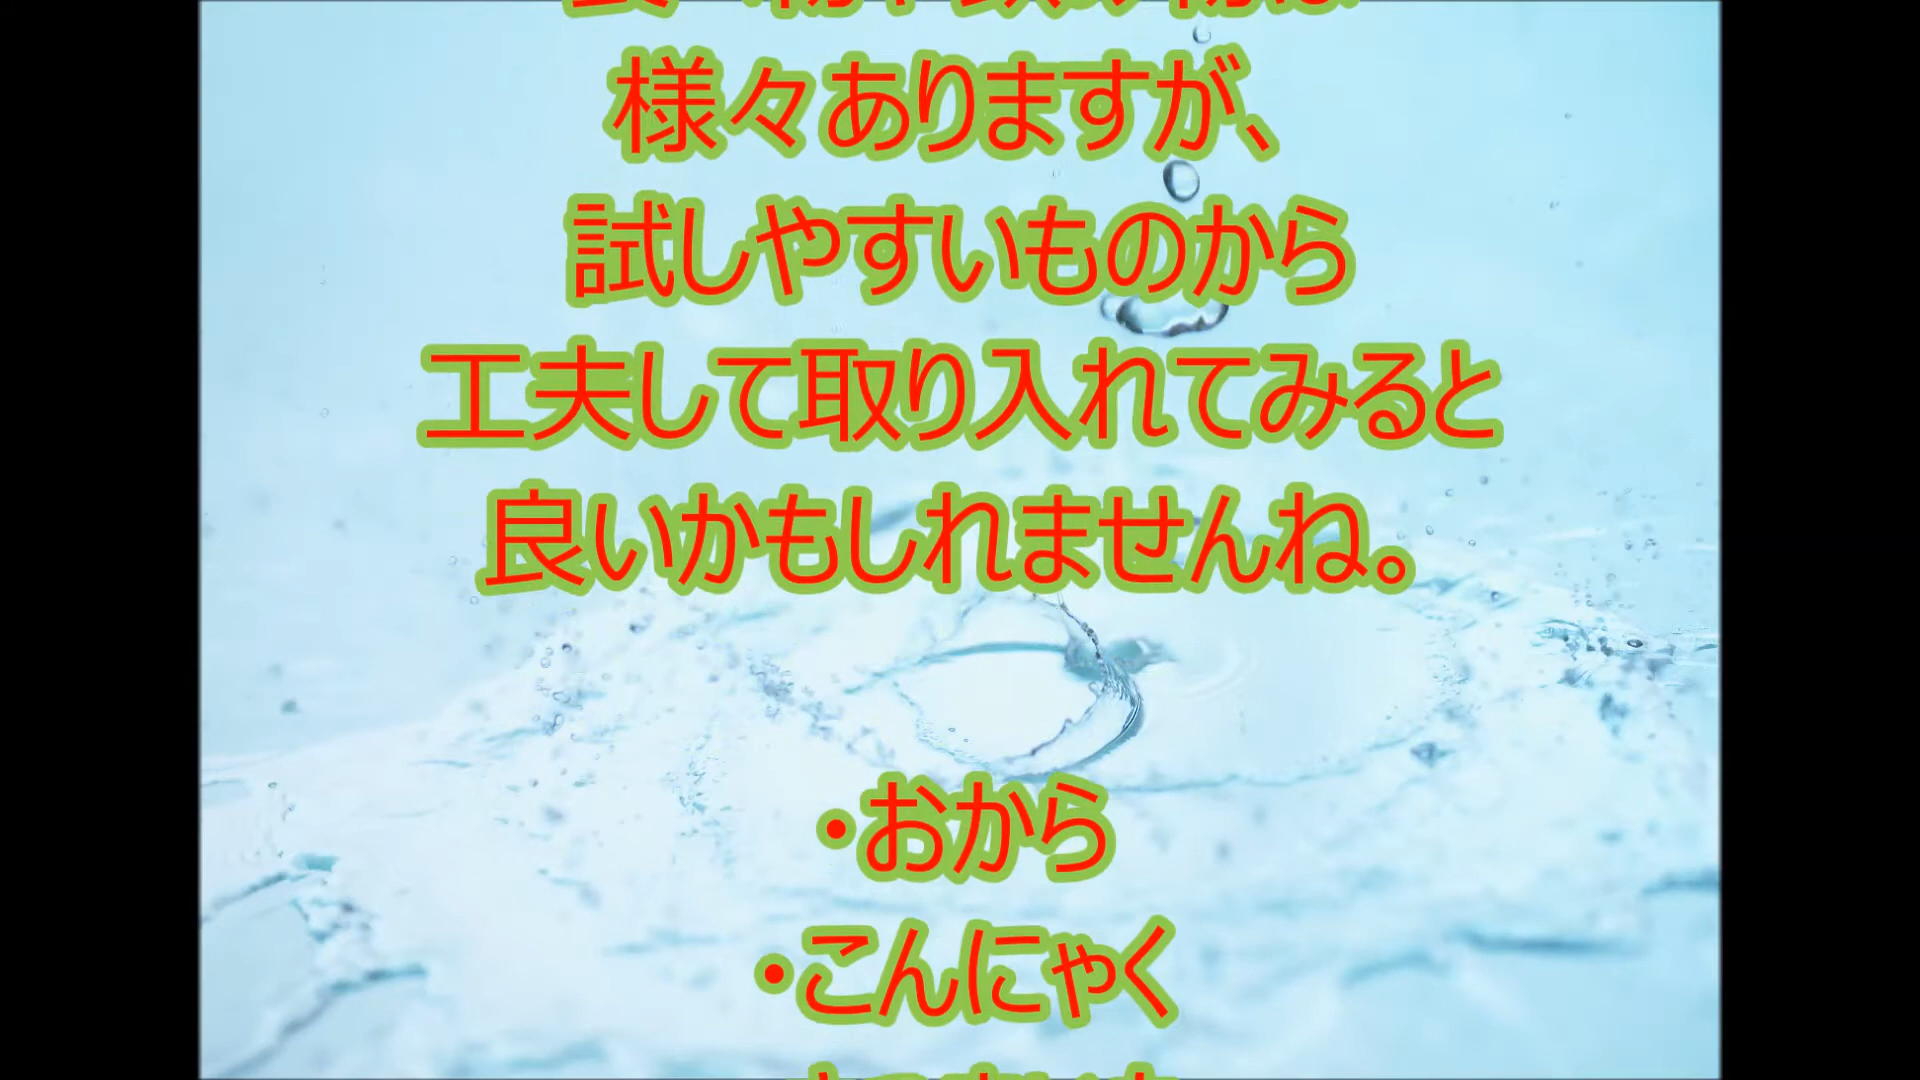 様々ありますが、
試しやすいものから
工夫して取り入れてみると
良いかもしれませんね。
・おから
・こんにゃく